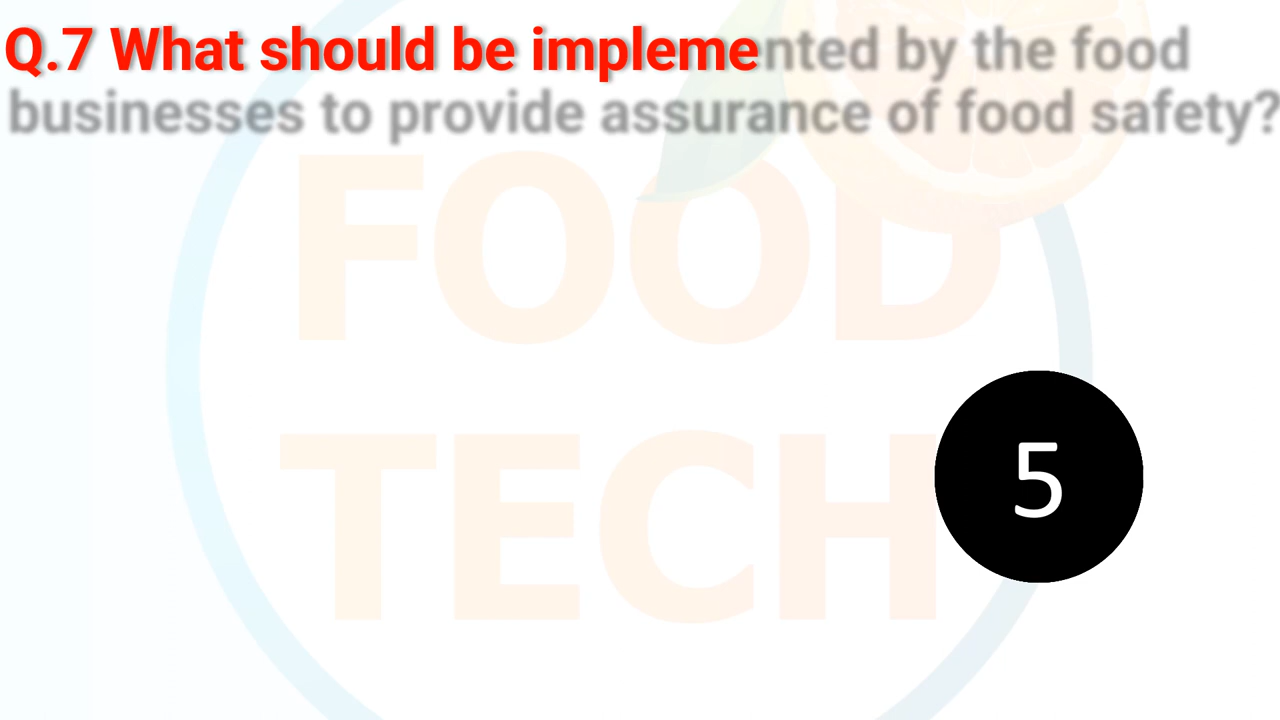 Q.7 What should be implemented by the food
businesses to provide assurance of food safety?
FOOD
TECH
5